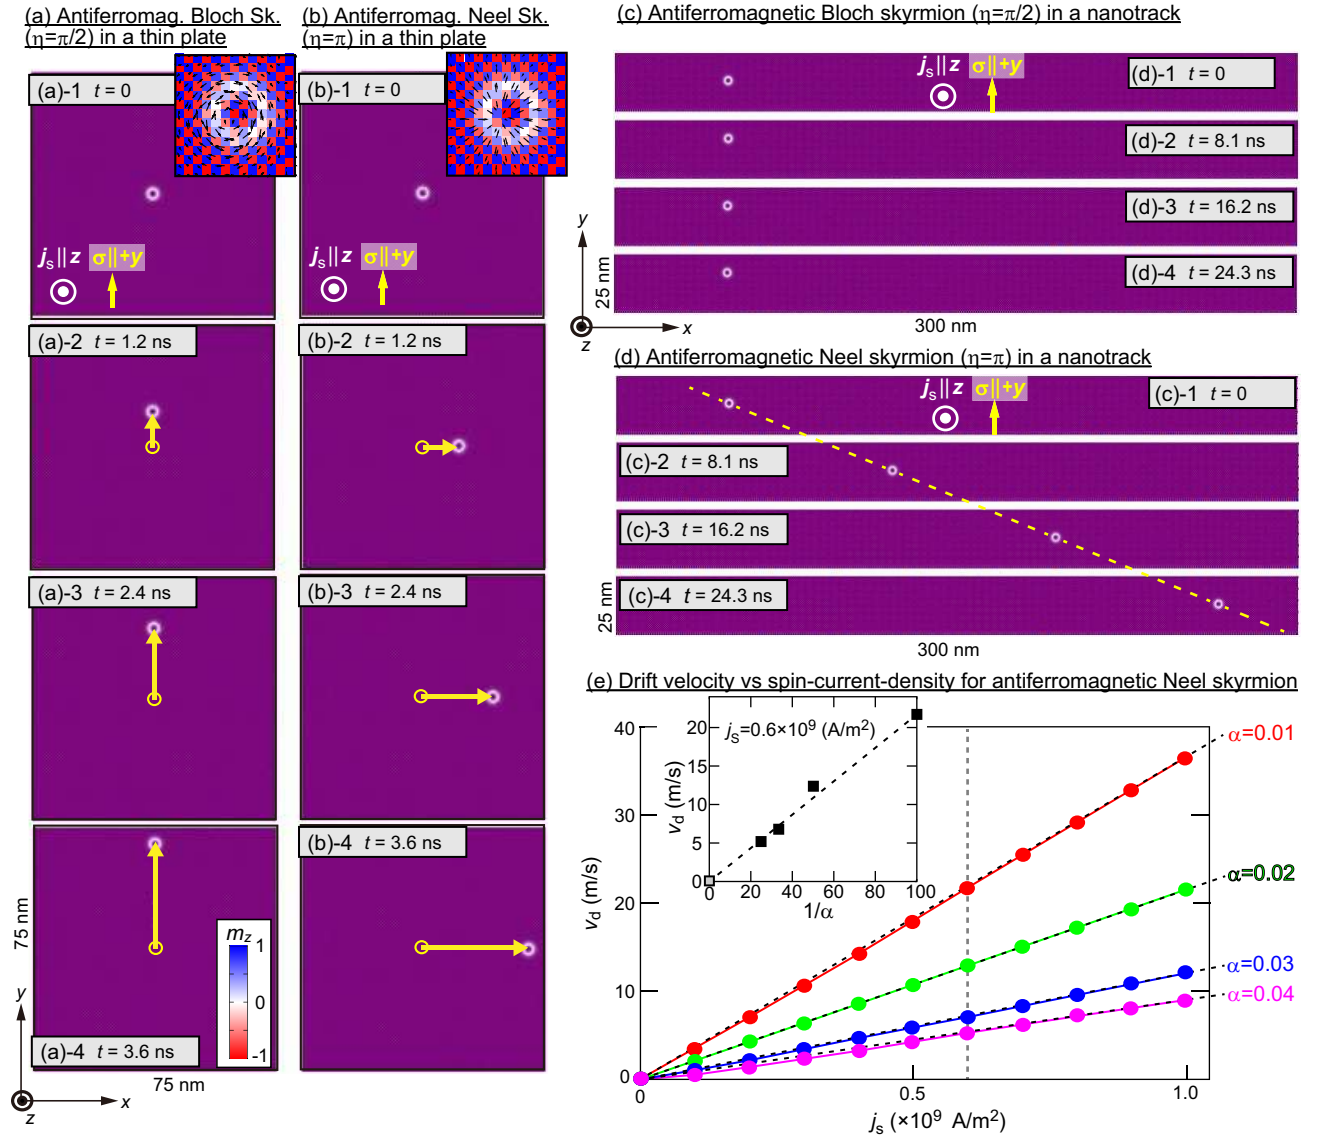 (a) Antiferromag. Bloch Sk.
(η=π/2) in a thin plate
(a)-1 t = 0
jₛ||z σ||+y
(a)-2 t = 1.2 ns
(a)-3 t = 2.4 ns
75 nm
m_z
1
0
-1
(a)-4 t = 3.6 ns
75 nm
y
x
z
(b) Antiferromag. Neel Sk.
(η=π) in a thin plate
(b)-1 t = 0
jₛ||z σ||+y
(b)-2 t = 1.2 ns
(b)-3 t = 2.4 ns
(b)-4 t = 3.6 ns
(c) Antiferromagnetic Bloch skyrmion (η=π/2) in a nanotrack
jₛ||z σ||+y
(d)-1 t = 0
(d)-2 t = 8.1 ns
(d)-3 t = 16.2 ns
(d)-4 t = 24.3 ns
y
25 nm
x
z
300 nm
(d) Antiferromagnetic Neel skyrmion (η=π) in a nanotrack
jₛ||z σ||+y
(c)-1 t = 0
(c)-2 t = 8.1 ns
(c)-3 t = 16.2 ns
(c)-4 t = 24.3 ns
25 nm
300 nm
(e) Drift velocity vs spin-current-density for antiferromagnetic Neel skyrmion
40
30
20
10
0
v_d (m/s)
20
15
10
5
0
v_d (m/s)
j_S=0.6×10⁹ (A/m²)
0 20 40 60 80 100
1/α
α=0.01
α=0.02
α=0.03
α=0.04
0 0.5 1.0
jₛ (×10⁹ A/m²)